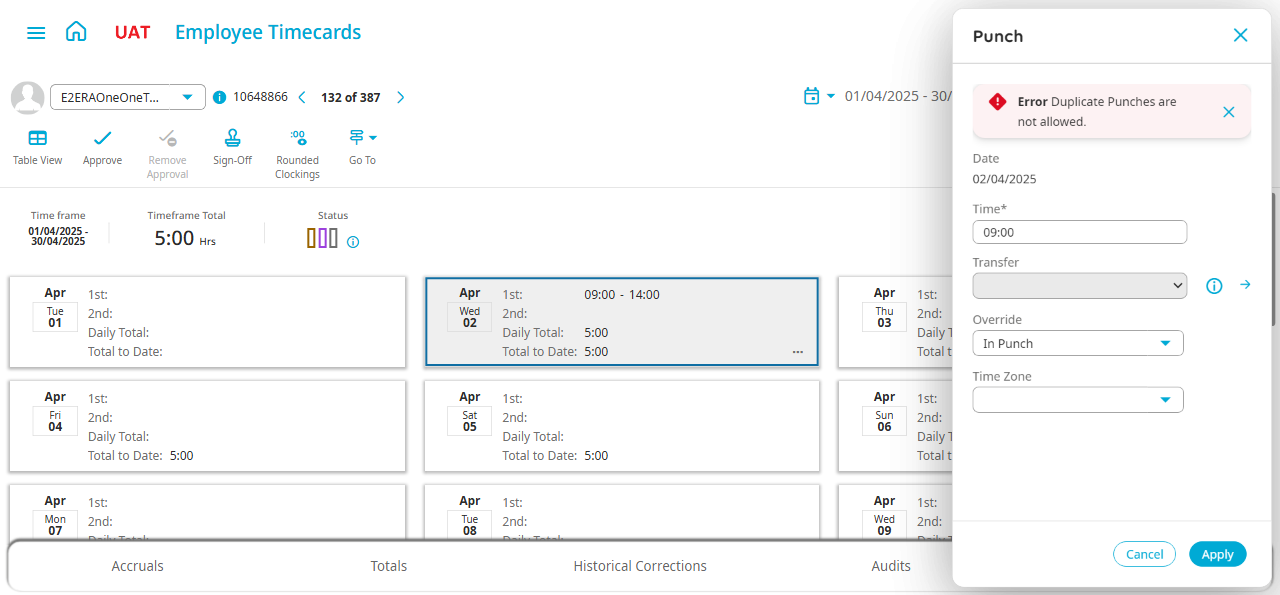 UAT
Employee Timecards
E2ERAOneOneT...
10648866
132 of 387
01/04/2025 - 30/
Table View
Approve
Remove
Approval
Sign-Off
Rounded
Clockings
Go To
Time frame
01/04/2025 -
30/04/2025
Timeframe Total
5:00 Hrs
Status
Apr
Tue
01
1st:
2nd:
Daily Total:
Total to Date:
Apr
Wed
02
1st: 09:00 - 14:00
2nd:
Daily Total: 5:00
Total to Date: 5:00
...
Apr
Thu
03
1st:
2nd:
Daily T
Total t
Apr
Fri
04
1st:
2nd:
Daily Total:
Total to Date: 5:00
Apr
Sat
05
1st:
2nd:
Daily Total:
Total to Date: 5:00
Apr
Sun
06
1st:
2nd:
Daily T
Total t
Apr
Mon
07
1st:
2nd:
Daily Total:
Apr
Tue
08
1st:
2nd:
Daily Total:
Apr
Wed
09
1st:
2nd:
Daily T
Accruals
Totals
Historical Corrections
Audits
Punch
Error Duplicate Punches are
not allowed.
Date
02/04/2025
Time*
09:00
Transfer
Override
In Punch
Time Zone
Cancel
Apply